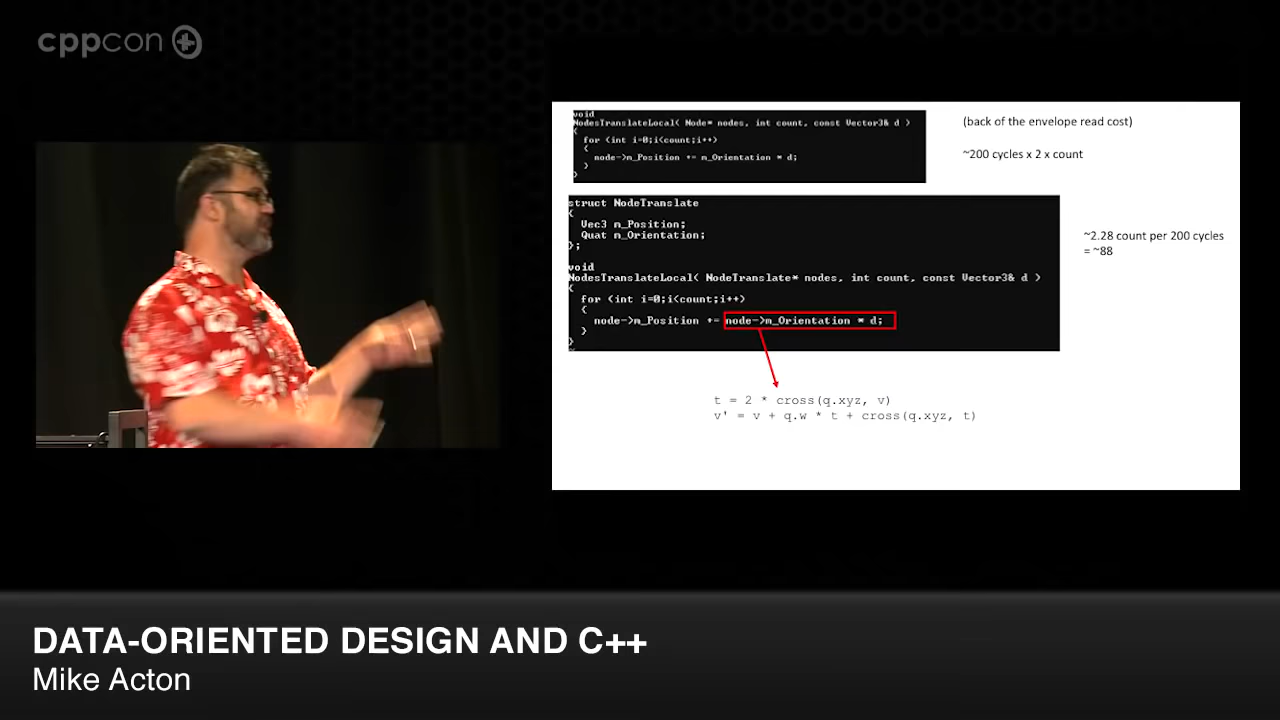 cppcon
void
NodesTranslateLocal( Node* nodes, int count, const Vector3& d )
{
for (int i=0;i<count;i++)
{
node->m_Position += m_Orientation * d;
}
}
(back of the envelope read cost)
~200 cycles x 2 x count
struct NodeTranslate
{
Vec3 m_Position;
Quat m_Orientation;
};
void
NodesTranslateLocal( NodeTranslate* nodes, int count, const Vector3& d )
{
for (int i=0;i<count;i++)
{
node->m_Position += node->m_Orientation * d;
}
}
~2.28 count per 200 cycles
= ~88
t = 2 * cross(q.xyz, v)
v' = v + q.w * t + cross(q.xyz, t)
DATA-ORIENTED DESIGN AND C++
Mike Acton